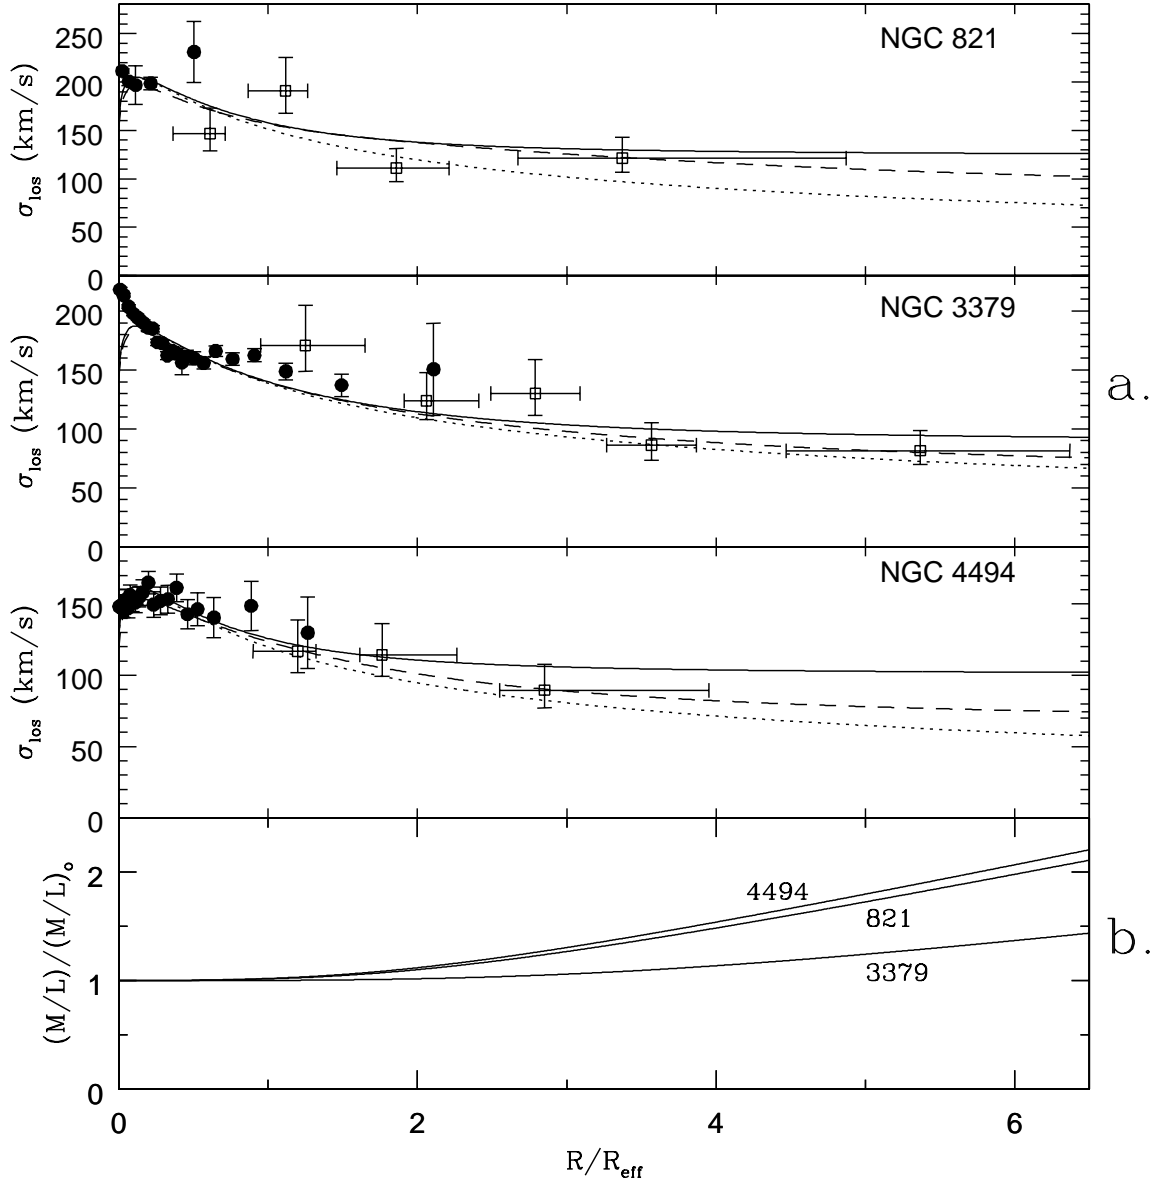 NGC 821
250
200
150
100
50
0
σlos (km/s)
NGC 3379
200
150
100
50
0
σlos (km/s)
a.
NGC 4494
150
100
50
0
σlos (km/s)
4494
821
3379
2
1
0
(M/L)/(M/L)o
b.
0 2 4 6
R/Reff